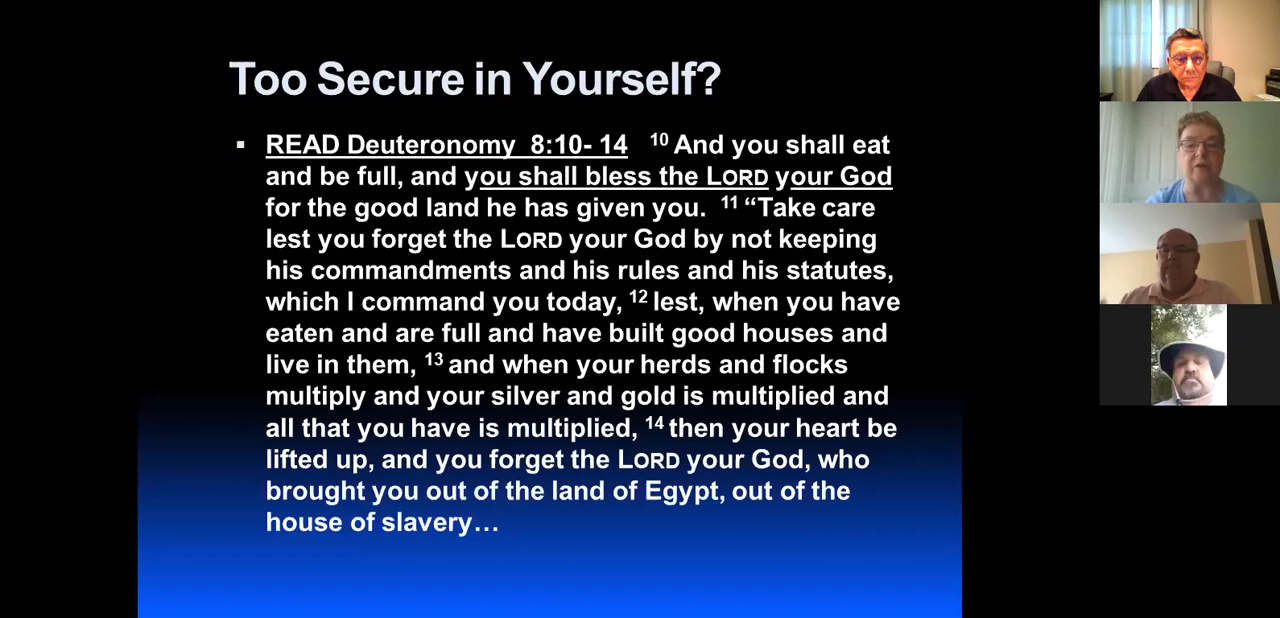 Too Secure in Yourself?
▪ READ Deuteronomy 8:10- 14 10 And you shall eat
and be full, and you shall bless the LORD your God
for the good land he has given you. 11 “Take care
lest you forget the LORD your God by not keeping
his commandments and his rules and his statutes,
which I command you today, 12 lest, when you have
eaten and are full and have built good houses and
live in them, 13 and when your herds and flocks
multiply and your silver and gold is multiplied and
all that you have is multiplied, 14 then your heart be
lifted up, and you forget the LORD your God, who
brought you out of the land of Egypt, out of the
house of slavery…